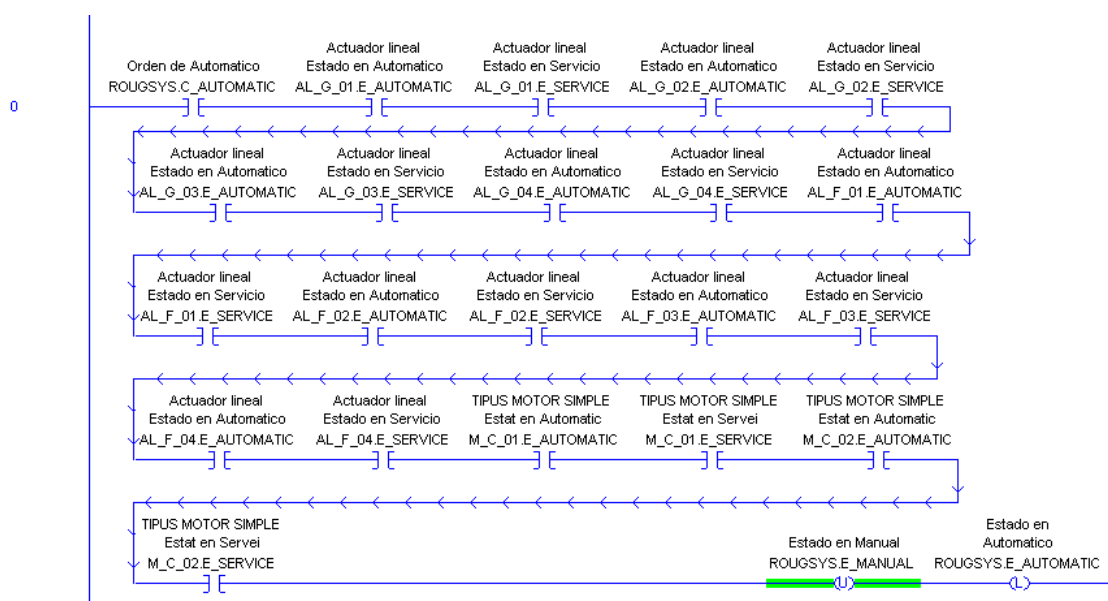 Orden de Automatico
ROUGSYS.C_AUTOMATIC
Actuador lineal
Estado en Automatico
AL_G_01.E_AUTOMATIC
Actuador lineal
Estado en Servicio
AL_G_01.E_SERVICE
Actuador lineal
Estado en Automatico
AL_G_02.E_AUTOMATIC
Actuador lineal
Estado en Servicio
AL_G_02.E_SERVICE
0
Actuador lineal
Estado en Automatico
AL_G_03.E_AUTOMATIC
Actuador lineal
Estado en Servicio
AL_G_03.E_SERVICE
Actuador lineal
Estado en Automatico
AL_G_04.E_AUTOMATIC
Actuador lineal
Estado en Servicio
AL_G_04.E_SERVICE
Actuador lineal
Estado en Automatico
AL_F_01.E_AUTOMATIC
Actuador lineal
Estado en Servicio
AL_F_01.E_SERVICE
Actuador lineal
Estado en Automatico
AL_F_02.E_AUTOMATIC
Actuador lineal
Estado en Servicio
AL_F_02.E_SERVICE
Actuador lineal
Estado en Automatico
AL_F_03.E_AUTOMATIC
Actuador lineal
Estado en Servicio
AL_F_03.E_SERVICE
Actuador lineal
Estado en Automatico
AL_F_04.E_AUTOMATIC
Actuador lineal
Estado en Servicio
AL_F_04.E_SERVICE
TIPUS MOTOR SIMPLE
Estat en Automatic
M_C_01.E_AUTOMATIC
TIPUS MOTOR SIMPLE
Estat en Servei
M_C_01.E_SERVICE
TIPUS MOTOR SIMPLE
Estat en Automatic
M_C_02.E_AUTOMATIC
TIPUS MOTOR SIMPLE
Estat en Servei
M_C_02.E_SERVICE
Estado en Manual
ROUGSYS.E_MANUAL
U
Estado en
Automatico
ROUGSYS.E_AUTOMATIC
L